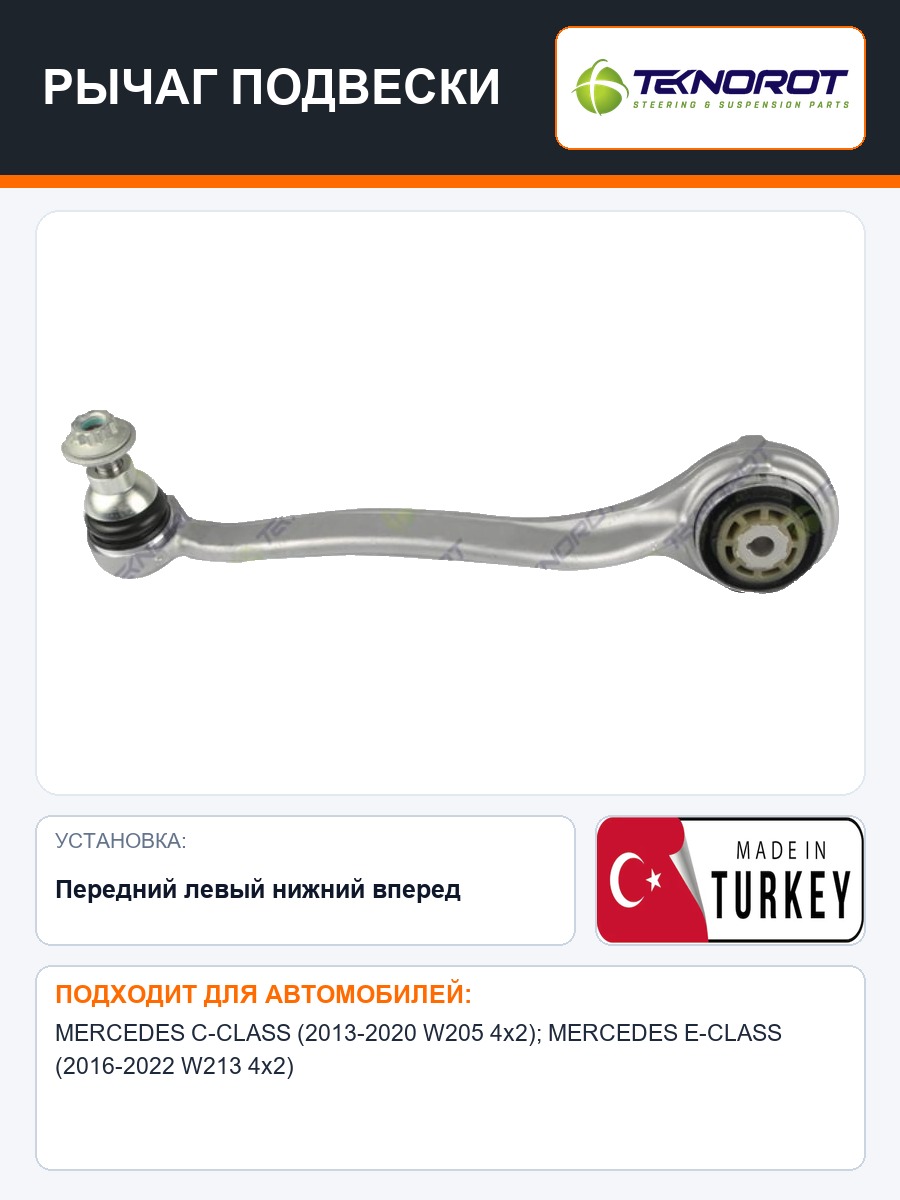 РЫЧАГ ПОДВЕСКИ
TEKNOROT
STEERING & SUSPENSION PARTS
УСТАНОВКА:
Передний левый нижний вперед
MADE IN
TURKEY
ПОДХОДИТ ДЛЯ АВТОМОБИЛЕЙ:
MERCEDES C-CLASS (2013-2020 W205 4x2); MERCEDES E-CLASS
(2016-2022 W213 4x2)